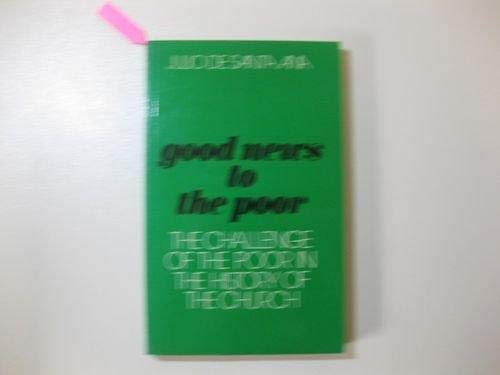 JULIO DE SANTA ANA
good news
to
the poor
THE CHALLENGE
OF THE POOR IN
THE HISTORY OF
THE CHURCH